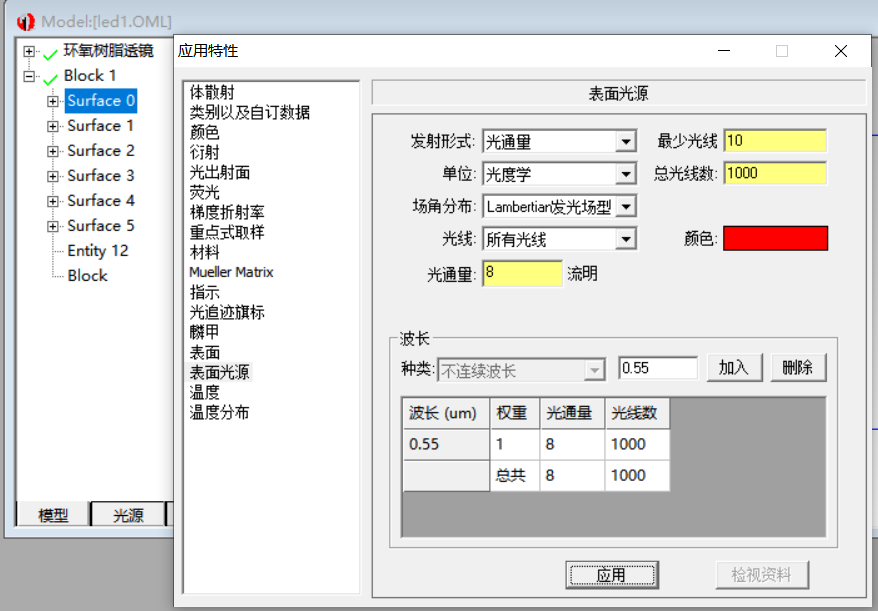 Model:[led1.OML]
环氧树脂透镜
Block 1
Surface 0
Surface 1
Surface 2
Surface 3
Surface 4
Surface 5
Entity 12
Block
模型
光源
应用特性
体散射
类别以及自订数据
颜色
衍射
光出射面
荧光
梯度折射率
重点式取样
材料
Mueller Matrix
指示
光追迹旗标
麟甲
表面
表面光源
温度
温度分布
表面光源
发射形式: 光通量 最少光线 10
单位: 光度学 总光线数: 1000
场角分布: Lambertian发光场型
光线: 所有光线 颜色:
光通量: 8 流明
波长
种类: 不连续波长 0.55 加入 删除
波长 (um) 权重 光通量 光线数
0.55 1 8 1000
总共 8 1000
应用 检视资料